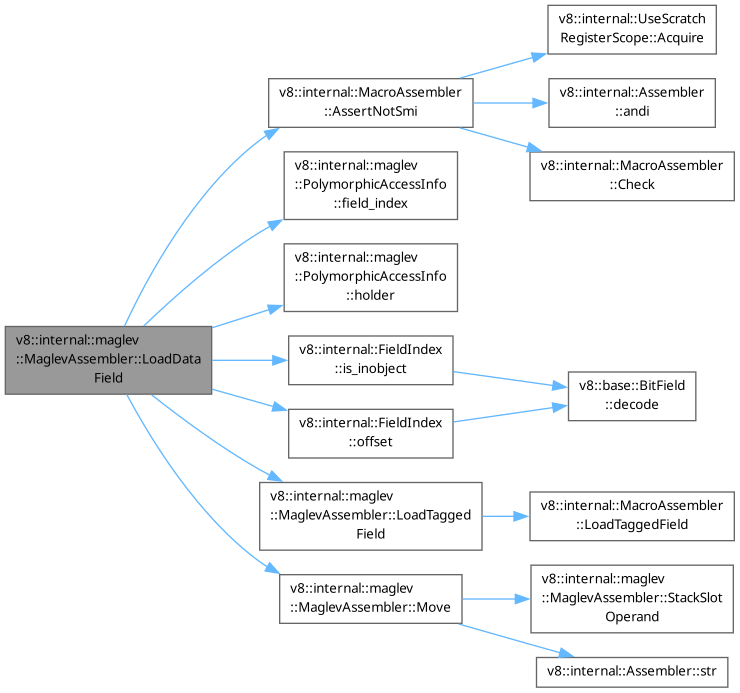 v8::internal::maglev
::MaglevAssembler::LoadData
Field
v8::internal::MacroAssembler
::AssertNotSmi
v8::internal::UseScratch
RegisterScope::Acquire
v8::internal::Assembler
::andi
v8::internal::MacroAssembler
::Check
v8::internal::maglev
::PolymorphicAccessInfo
::field_index
v8::internal::maglev
::PolymorphicAccessInfo
::holder
v8::internal::FieldIndex
::is_inobject
v8::base::BitField
::decode
v8::internal::FieldIndex
::offset
v8::internal::maglev
::MaglevAssembler::LoadTagged
Field
v8::internal::MacroAssembler
::LoadTaggedField
v8::internal::maglev
::MaglevAssembler::Move
v8::internal::maglev
::MaglevAssembler::StackSlot
Operand
v8::internal::Assembler::str